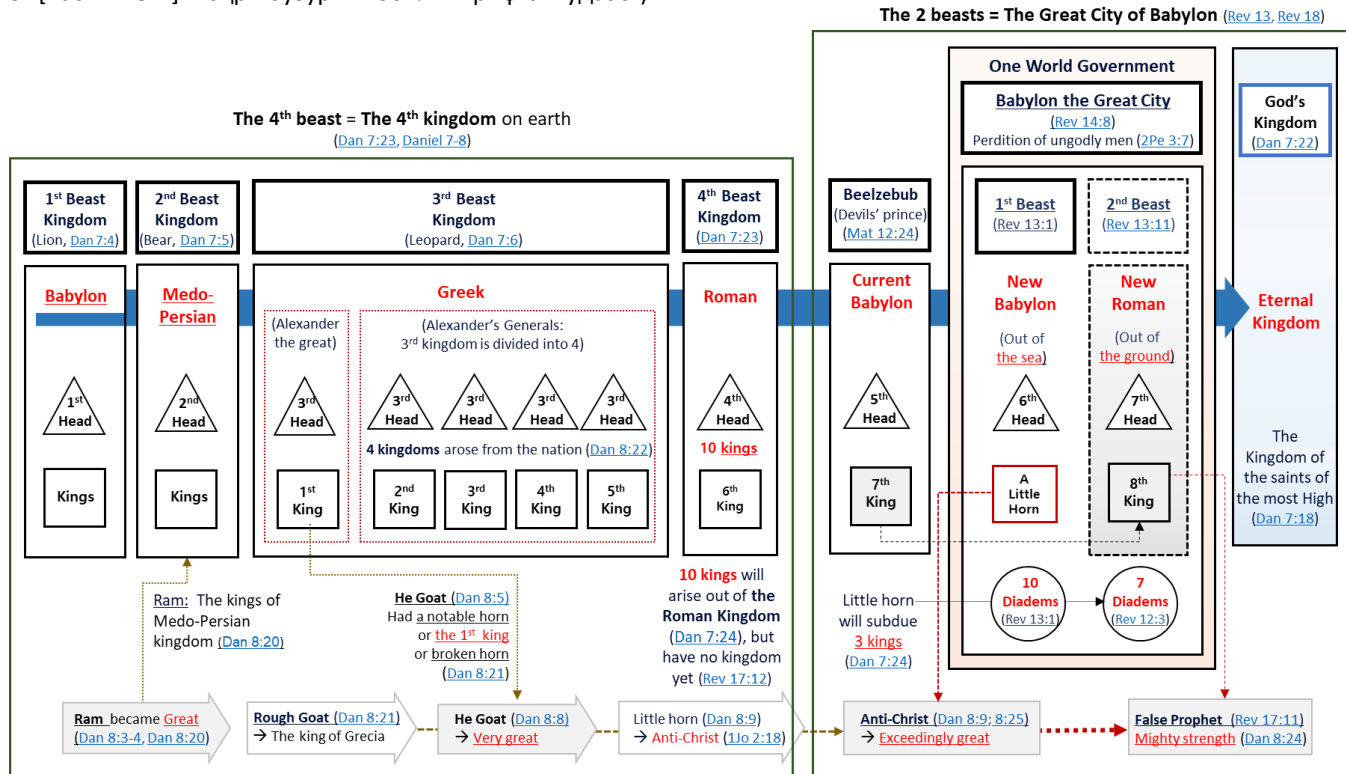 The 2 beasts = The Great City of Babylon (Rev 13, Rev 18)
The 4th beast = The 4th kingdom on earth
(Dan 7:23, Daniel 7-8)
1st Beast
Kingdom
(Lion, Dan 7:4)
2nd Beast
Kingdom
(Bear, Dan 7:5)
3rd Beast
Kingdom
(Leopard, Dan 7:6)
4th Beast
Kingdom
(Dan 7:23)
Babylon
1st
Head
Kings
Medo-
Persian
2nd
Head
Kings
Greek
(Alexander
the great)
3rd
Head
1st
King
(Alexander's Generals:
3rd kingdom is divided into 4)
3rd
Head
3rd
Head
3rd
Head
3rd
Head
4 kingdoms arose from the nation (Dan 8:22)
2nd
King
3rd
King
4th
King
5th
King
Roman
4th
Head
10 kings
6th
King
Beelzebub
(Devils' prince)
(Mat 12:24)
Current
Babylon
5th
Head
7th
King
One World Government
Babylon the Great City
(Rev 14:8)
Perdition of ungodly men (2Pe 3:7)
1st Beast
(Rev 13:1)
New
Babylon
(Out of
the sea)
6th
Head
A
Little
Horn
10
Diadems
(Rev 13:1)
2nd Beast
(Rev 13:11)
New
Roman
(Out of
the ground)
7th
Head
8th
King
7
Diadems
(Rev 12:3)
God's
Kingdom
(Dan 7:22)
Eternal
Kingdom
The
Kingdom of
the saints of
the most High
(Dan 7:18)
Ram: The kings of
Medo-Persian
kingdom (Dan 8:20)
He Goat (Dan 8:5)
Had a notable horn
or the 1st king
or broken horn
(Dan 8:21)
10 kings will
arise out of the
Roman Kingdom
(Dan 7:24), but
have no kingdom
yet (Rev 17:12)
Little horn
will subdue
3 kings
(Dan 7:24)
Ram became Great
(Dan 8:3-4, Dan 8:20)
Rough Goat (Dan 8:21)
→ The king of Grecia
He Goat (Dan 8:8)
→ Very great
Little horn (Dan 8:9)
→ Anti-Christ (1Jo 2:18)
Anti-Christ (Dan 8:9; 8:25)
→ Exceedingly great
False Prophet (Rev 17:11)
Mighty strength (Dan 8:24)